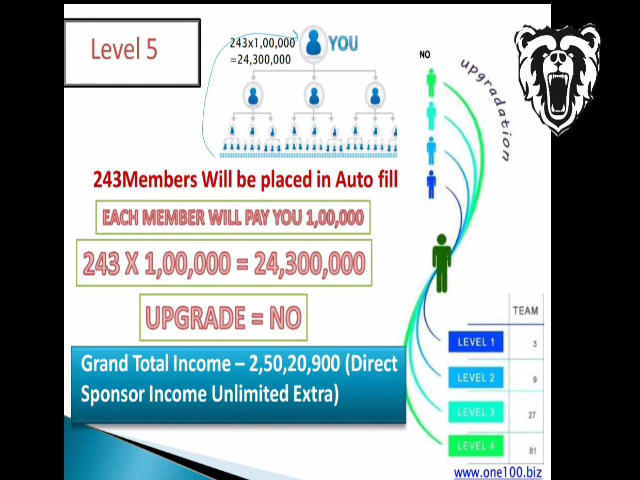 Level 5
243x1,00,000
=24,300,000
YOU
NO
upgradation
243Members Will be placed in Auto fill
EACH MEMBER WILL PAY YOU 1,00,000
243 X 1,00,000 = 24,300,000
UPGRADE = NO
Grand Total Income – 2,50,20,900 (Direct
Sponsor Income Unlimited Extra)
TEAM
LEVEL 1 3
LEVEL 2 9
LEVEL 3 27
LEVEL 4 81
www.one100.biz